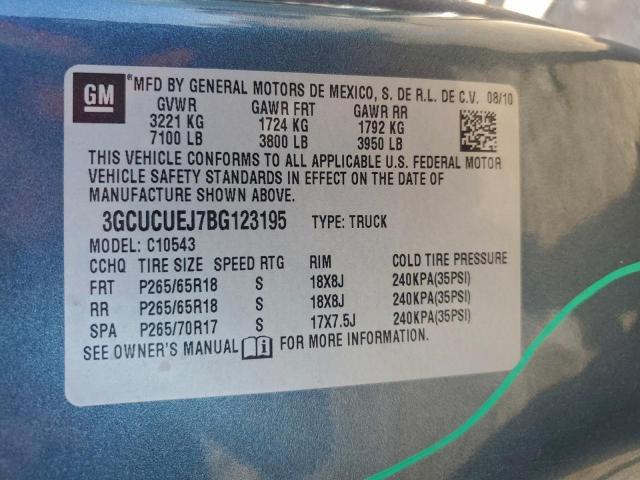 GM
®MFD BY GENERAL MOTORS DE MEXICO, S. DE R.L. DE C.V. 08/10
GVWR GAWR FRT GAWR RR
3221 KG 1724 KG 1792 KG
7100 LB 3800 LB 3950 LB
THIS VEHICLE CONFORMS TO ALL APPLICABLE U.S. FEDERAL MOTOR
VEHICLE SAFETY STANDARDS IN EFFECT ON THE DATE OF
MANUFACTURE SHOWN ABOVE.
3GCUCUEJ7BG123195 TYPE: TRUCK
MODEL: C10543
CCHQ TIRE SIZE SPEED RTG RIM COLD TIRE PRESSURE
FRT P265/65R18 S 18X8J 240KPA(35PSI)
RR P265/65R18 S 18X8J 240KPA(35PSI)
SPA P265/70R17 S 17X7.5J 240KPA(35PSI)
SEE OWNER'S MANUAL FOR MORE INFORMATION.